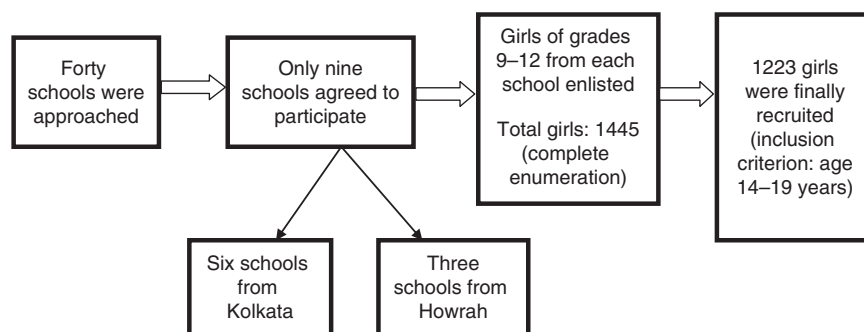 Forty
schools were
approached
Only nine
schools agreed to
participate
Girls of grades
9–12 from each
school enlisted
Total girls: 1445
(complete
enumeration)
1223 girls
were finally
recruited
(inclusion
criterion: age
14–19 years)
Six schools
from
Kolkata
Three
schools from
Howrah